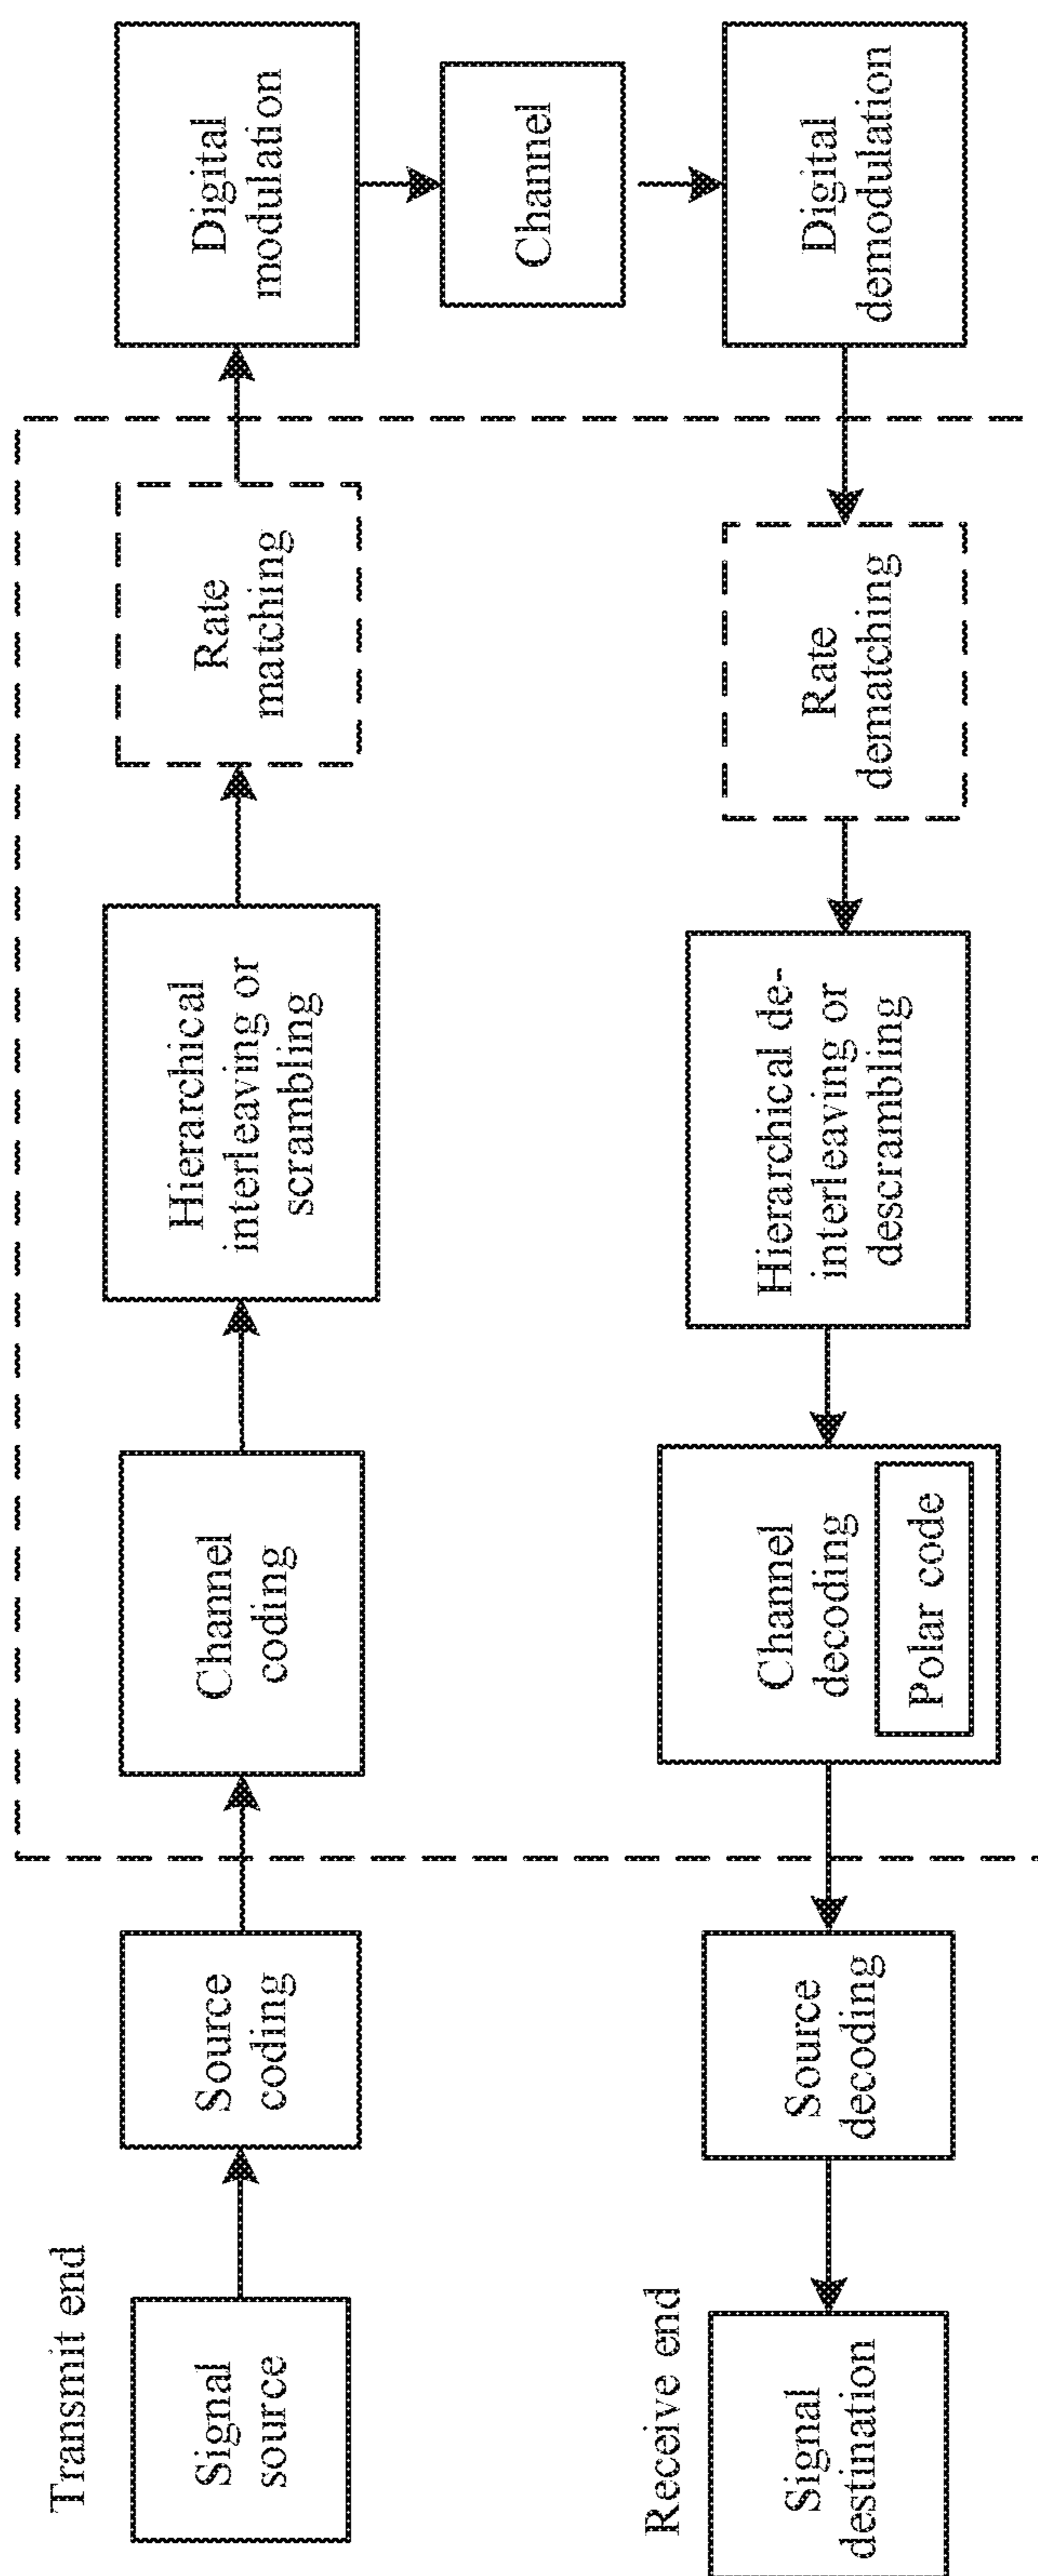 Transmit end
Signal
source
Source
coding
Channel
coding
Hierarchical
interleaving or
scrambling
Rate
matching
Digital
modulation
Channel
Receive end
Signal
destination
Source
decoding
Channel
decoding
Polar code
Hierarchical de-
interleaving or
descrambling
Rate
dematching
Digital
demodulation